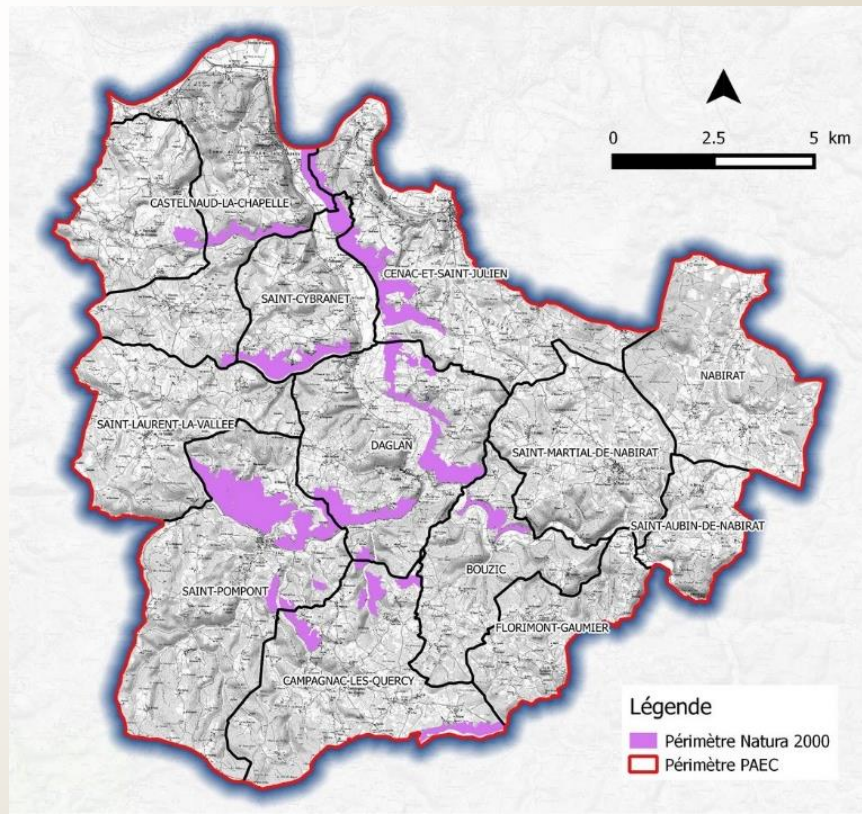 0 2.5 5 km
CASTELNAUD-LA-CHAPELLE
CENAC-ET-SAINT-JULIEN
SAINT-CYBRANET
NABIRAT
SAINT-LAURENT-LA-VALLEE
DAGLAN
SAINT-MARTIAL-DE-NABIRAT
SAINT-AUBIN-DE-NABIRAT
BOUZIC
SAINT-POMPONT
FLORIMONT-GAUMIER
CAMPAGNAC-LES-QUERCY
Légende
Périmètre Natura 2000
Périmètre PAEC